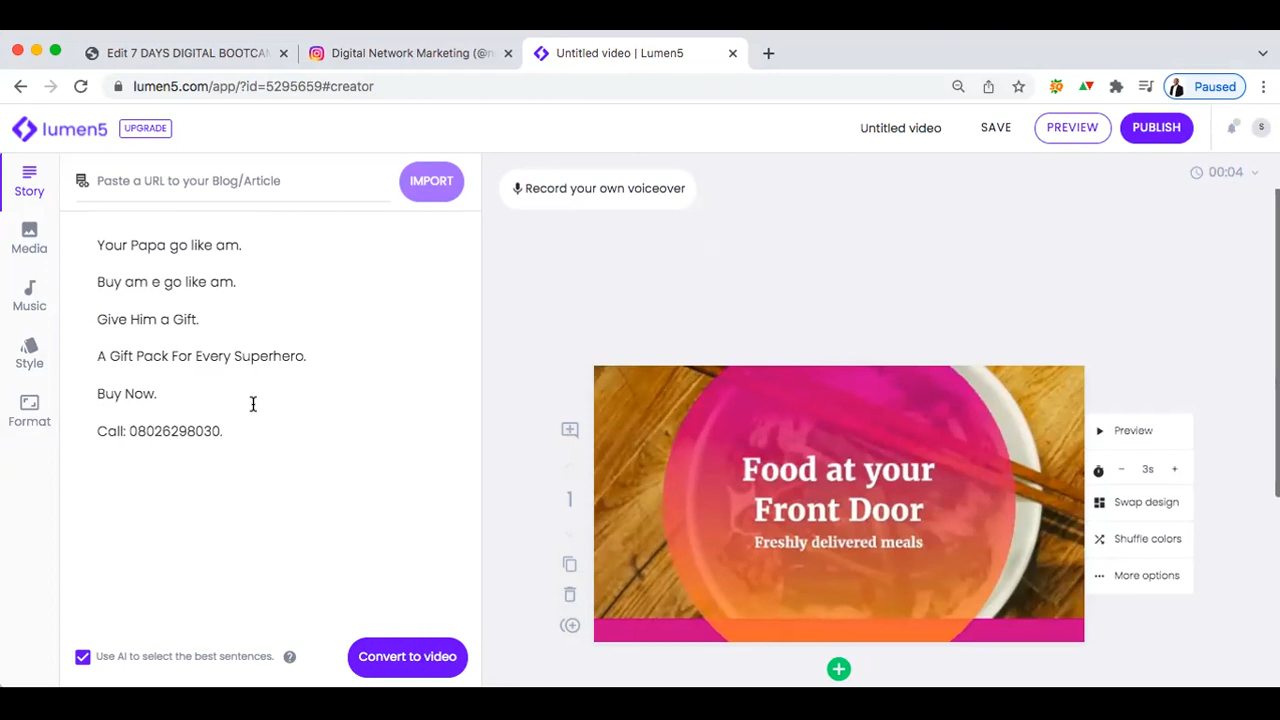 Edit 7 DAYS DIGITAL BOOTCA
Digital Network Marketing (@n
Untitled video | Lumen5
lumen5.com/app/?id=5295659#creator
Paused
lumen5
UPGRADE
Untitled video
SAVE
PREVIEW
PUBLISH
S
Story
Media
Music
Style
Format
Paste a URL to your Blog/Article
IMPORT
Your Papa go like am.
Buy am e go like am.
Give Him a Gift.
A Gift Pack For Every Superhero.
Buy Now.
Call: 08026298030.
Use AI to select the best sentences.
Convert to video
Record your own voiceover
00:04
1
Food at your
Front Door
Freshly delivered meals
Preview
− 3s +
Swap design
Shuffle colors
More options